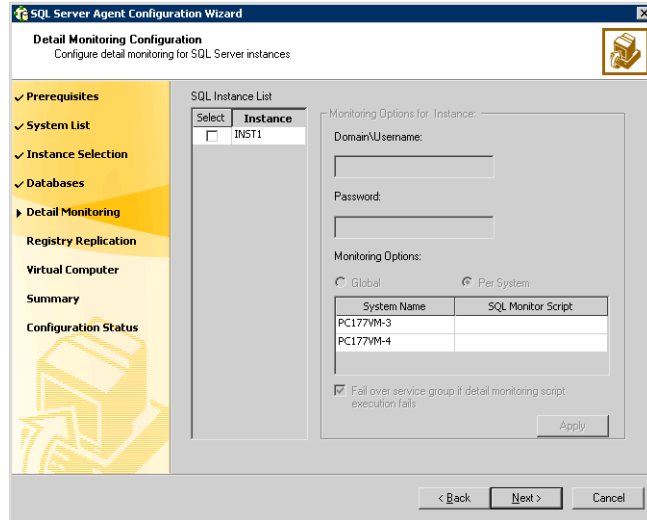 SQL Server Agent Configuration Wizard
Detail Monitoring Configuration
Configure detail monitoring for SQL Server instances
Prerequisites
System List
Instance Selection
Databases
Detail Monitoring
Registry Replication
Virtual Computer
Summary
Configuration Status
SQL Instance List
Select Instance
INST1
Monitoring Options for Instance:
Domain\Username:
Password:
Monitoring Options:
Global Per System
System Name SQL Monitor Script
PC177VM-3
PC177VM-4
Fail over service group if detail monitoring script
execution fails
Apply
< Back Next > Cancel